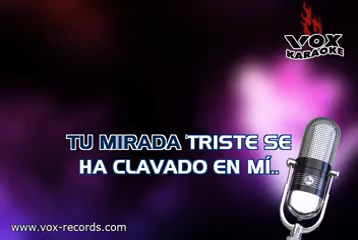 VOX
KARAOKE
TU MIRADA TRISTE SE
HA CLAVADO EN MÍ..
www.vox-records.com